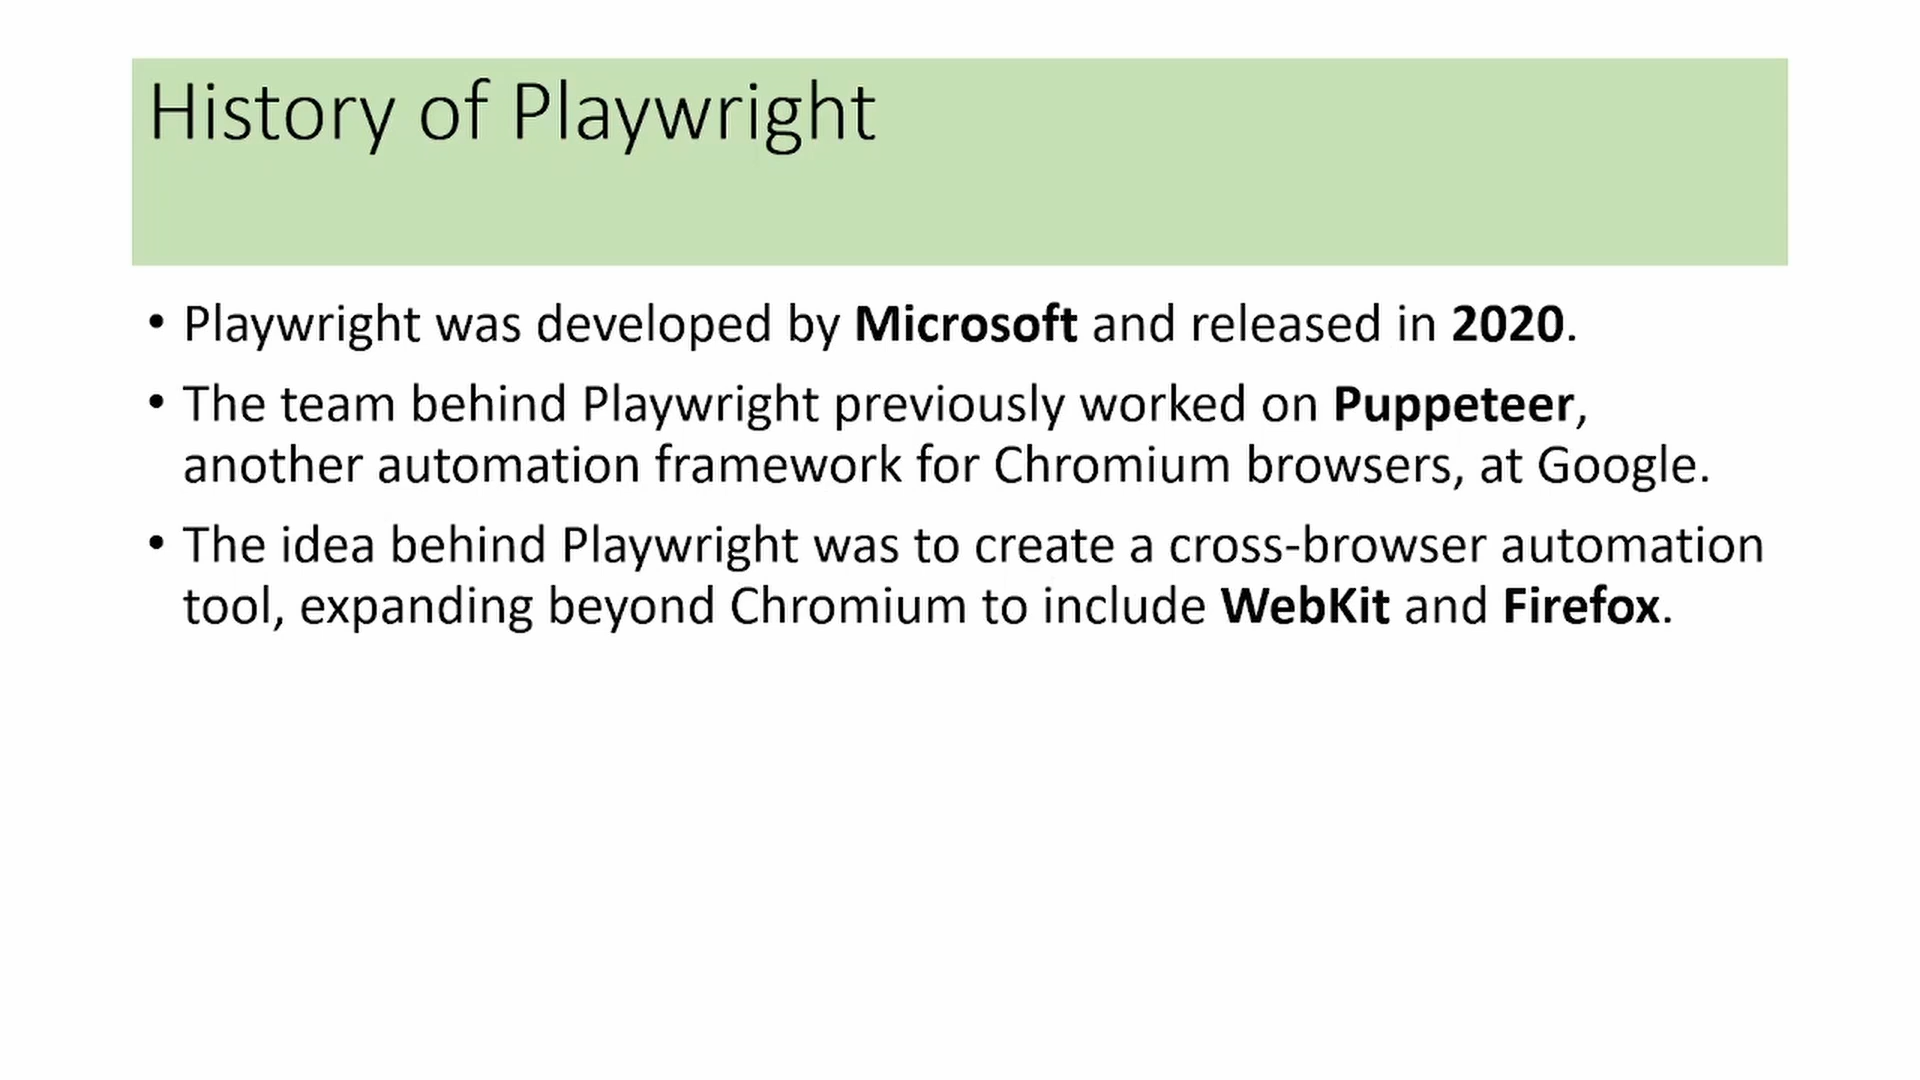 History of Playwright
• Playwright was developed by Microsoft and released in 2020.
• The team behind Playwright previously worked on Puppeteer,
another automation framework for Chromium browsers, at Google.
• The idea behind Playwright was to create a cross-browser automation
tool, expanding beyond Chromium to include WebKit and Firefox.